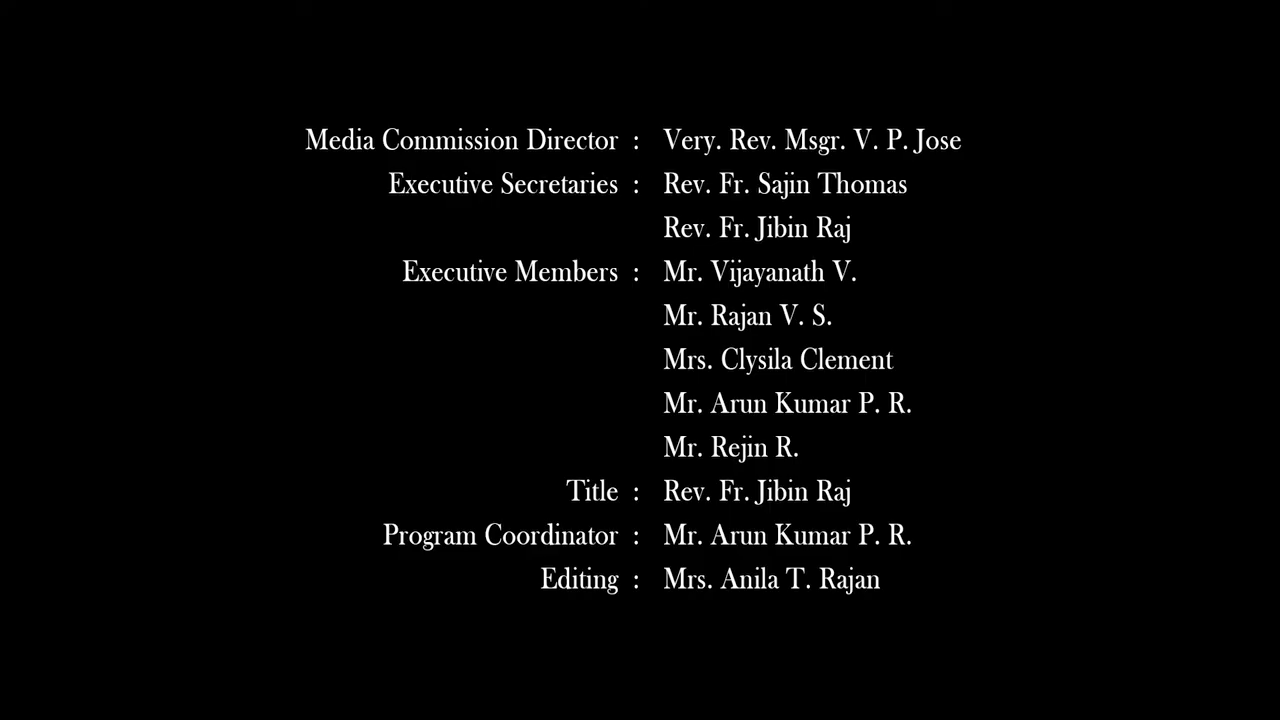 Media Commission Director : Very. Rev. Msgr. V. P. Jose
Executive Secretaries : Rev. Fr. Sajin Thomas
Rev. Fr. Jibin Raj
Executive Members : Mr. Vijayanath V.
Mr. Rajan V. S.
Mrs. Clysila Clement
Mr. Arun Kumar P. R.
Mr. Rejin R.
Title : Rev. Fr. Jibin Raj
Program Coordinator : Mr. Arun Kumar P. R.
Editing : Mrs. Anila T. Rajan